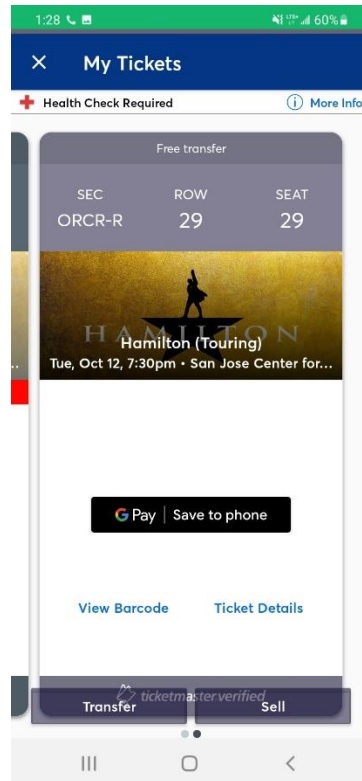 1:28 LTE+ 60%
My Tickets
Health Check Required More Info
Free transfer
SEC ROW SEAT
ORCR-R 29 29
HAMILTON
Hamilton (Touring)
Tue, Oct 12, 7:30pm • San Jose Center for...
G Pay | Save to phone
View Barcode Ticket Details
ticketmaster verified
Transfer Sell